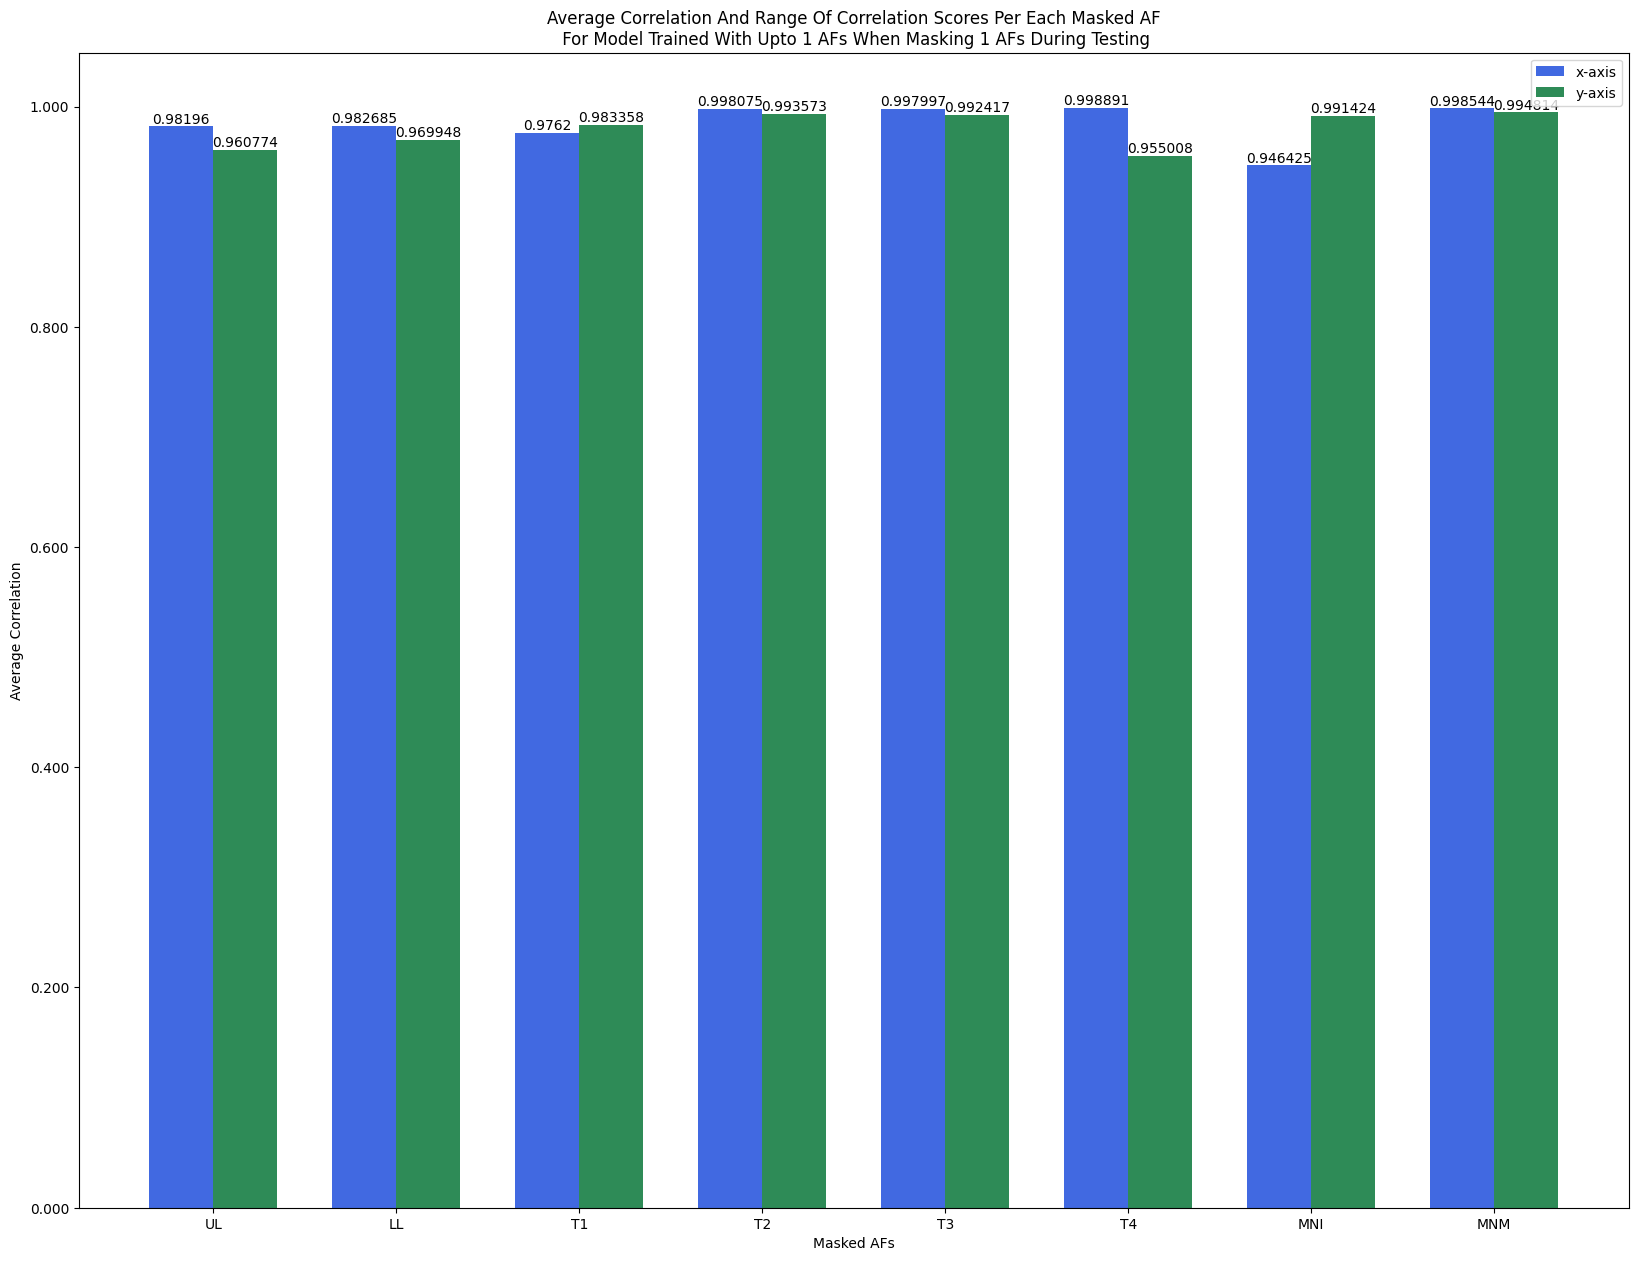 Average Correlation And Range Of Correlation Scores Per Each Masked AF
For Model Trained With Upto 1 AFs When Masking 1 AFs During Testing
x-axis
y-axis
Average Correlation
1.000
0.800
0.600
0.400
0.200
0.000
0.98196
0.960774
0.982685
0.969948
0.9762
0.983358
0.998075
0.993573
0.997997
0.992417
0.998891
0.955008
0.946425
0.991424
0.998544
0.994814
UL
LL
T1
T2
T3
T4
MNI
MNM
Masked AFs